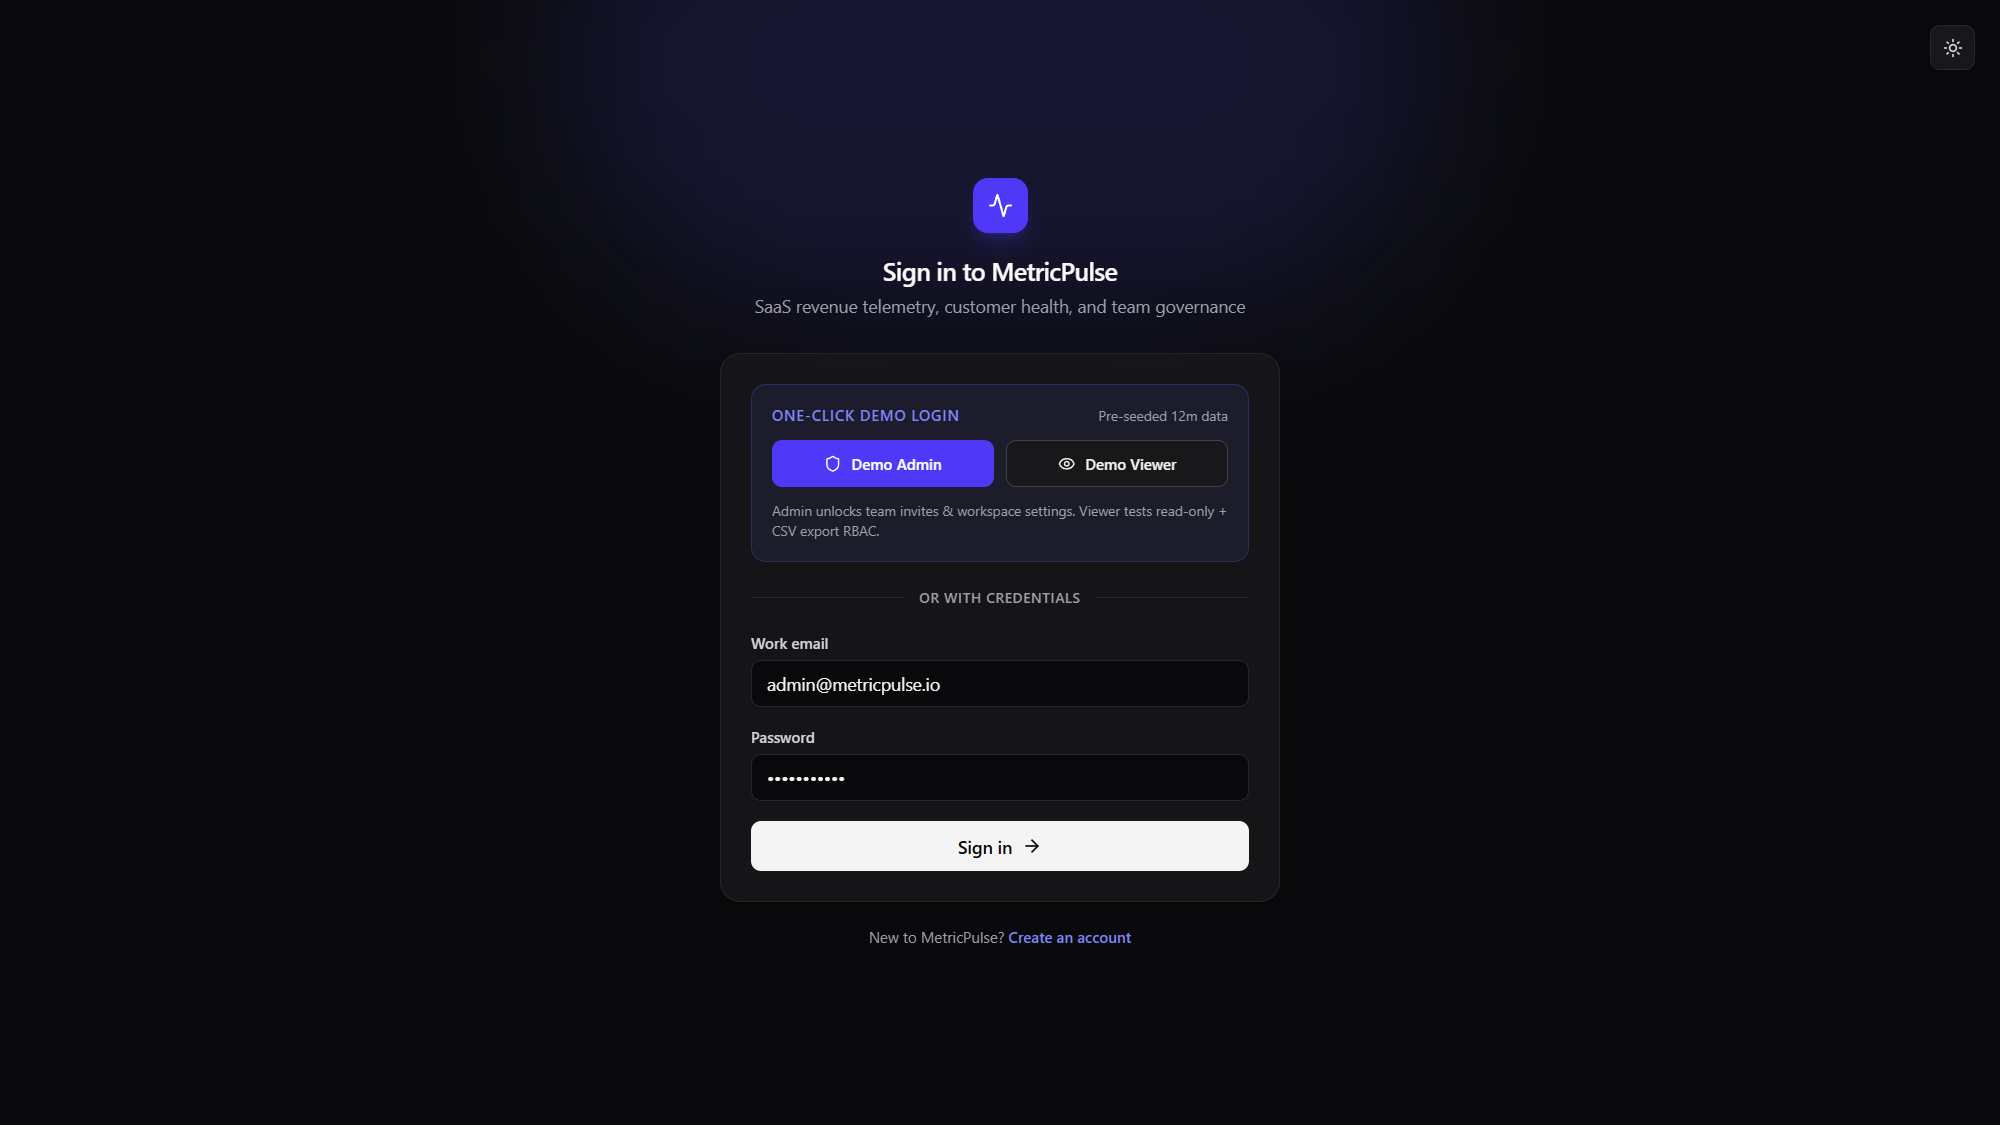 Sign in to MetricPulse
SaaS revenue telemetry, customer health, and team governance
ONE-CLICK DEMO LOGIN
Pre-seeded 12m data
Demo Admin
Demo Viewer
Admin unlocks team invites & workspace settings. Viewer tests read-only +
CSV export RBAC.
OR WITH CREDENTIALS
Work email
admin@metricpulse.io
Password
•••••••••••
Sign in →
New to MetricPulse? Create an account